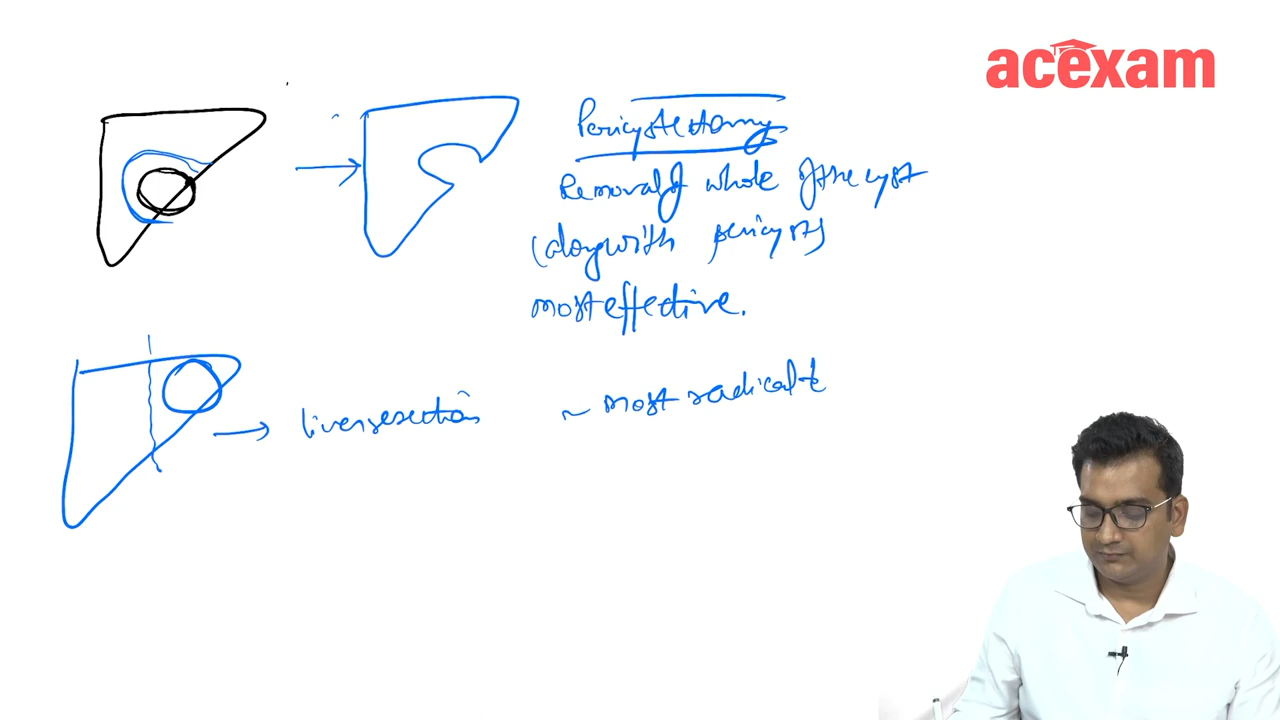 acexam
Pericystectomy
Removal of whole of the cyst
(along with pericyst)
most effective.
liver resection ~ most radical